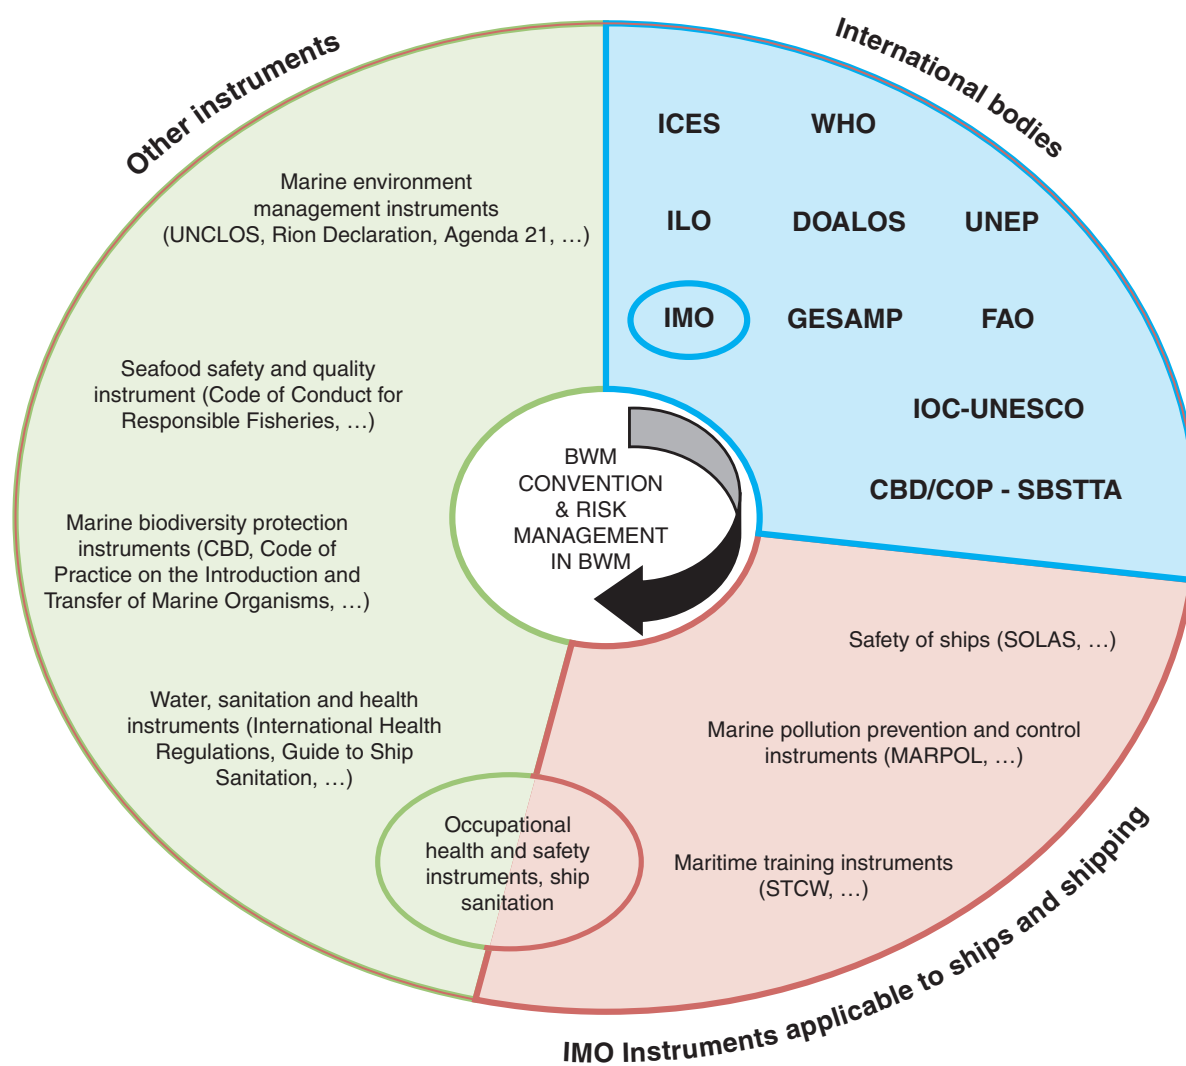 Other instruments
International bodies
ICES
WHO
Marine environment
management instruments
(UNCLOS, Rion Declaration, Agenda 21, …)
ILO
DOALOS
UNEP
IMO
GESAMP
FAO
IOC-UNESCO
CBD/COP - SBSTTA
Seafood safety and quality
instrument (Code of Conduct for
Responsible Fisheries, …)
BWM
CONVENTION
& RISK
MANAGEMENT
IN BWM
Marine biodiversity protection
instruments (CBD, Code of
Practice on the Introduction and
Transfer of Marine Organisms, …)
Safety of ships (SOLAS, …)
Water, sanitation and health
instruments (International Health
Regulations, Guide to Ship
Sanitation, …)
Marine pollution prevention and control
instruments (MARPOL, …)
Occupational
health and safety
instruments, ship
sanitation
Maritime training instruments
(STCW, …)
IMO Instruments applicable to ships and shipping